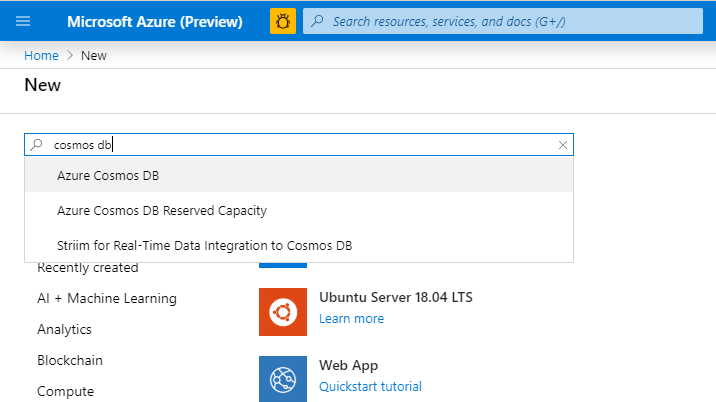 Microsoft Azure (Preview)
Search resources, services, and docs (G+/)
Home > New
New
cosmos db
Azure Cosmos DB
Azure Cosmos DB Reserved Capacity
Striim for Real-Time Data Integration to Cosmos DB
Recently created
AI + Machine Learning
Analytics
Blockchain
Compute
Ubuntu Server 18.04 LTS
Learn more
Web App
Quickstart tutorial